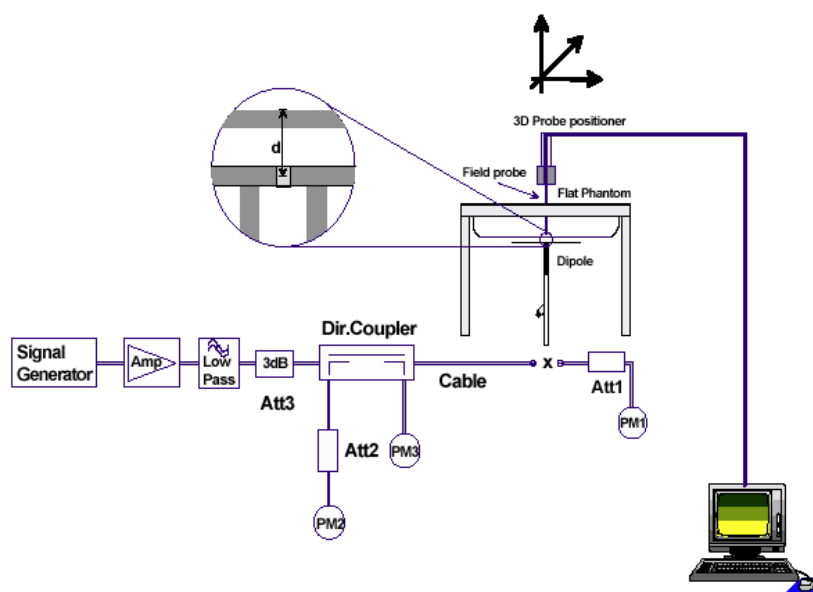 3D Probe positioner
d
Field probe
Flat Phantom
Dipole
Dir.Coupler
Signal
Generator
Amp
Low
Pass
3dB
Att3
Cable
x
Att1
PM1
Att2
PM3
PM2